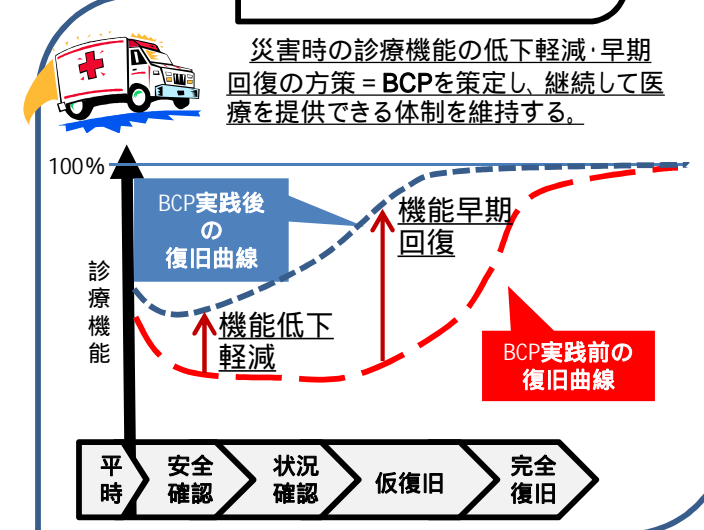 災害時の診療機能の低下軽減・早期
回復の方策＝BCPを策定し、継続して医
療を提供できる体制を維持する。
100%
BCP実践後
の
復旧曲線
機能早期
回復
診療機能
機能低下
軽減
BCP実践前の
復旧曲線
平時
安全
確認
状況
確認
仮復旧
完全
復旧